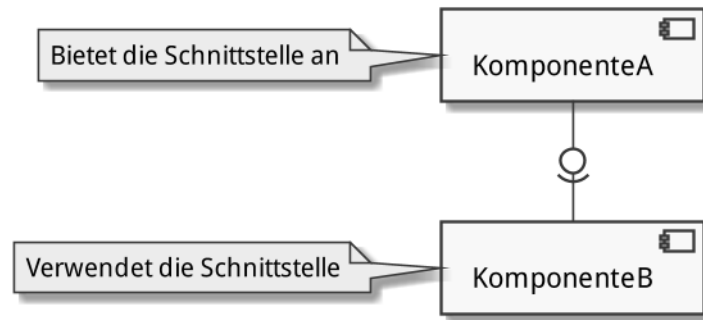 Bietet die Schnittstelle an
KomponenteA
Verwendet die Schnittstelle
KomponenteB